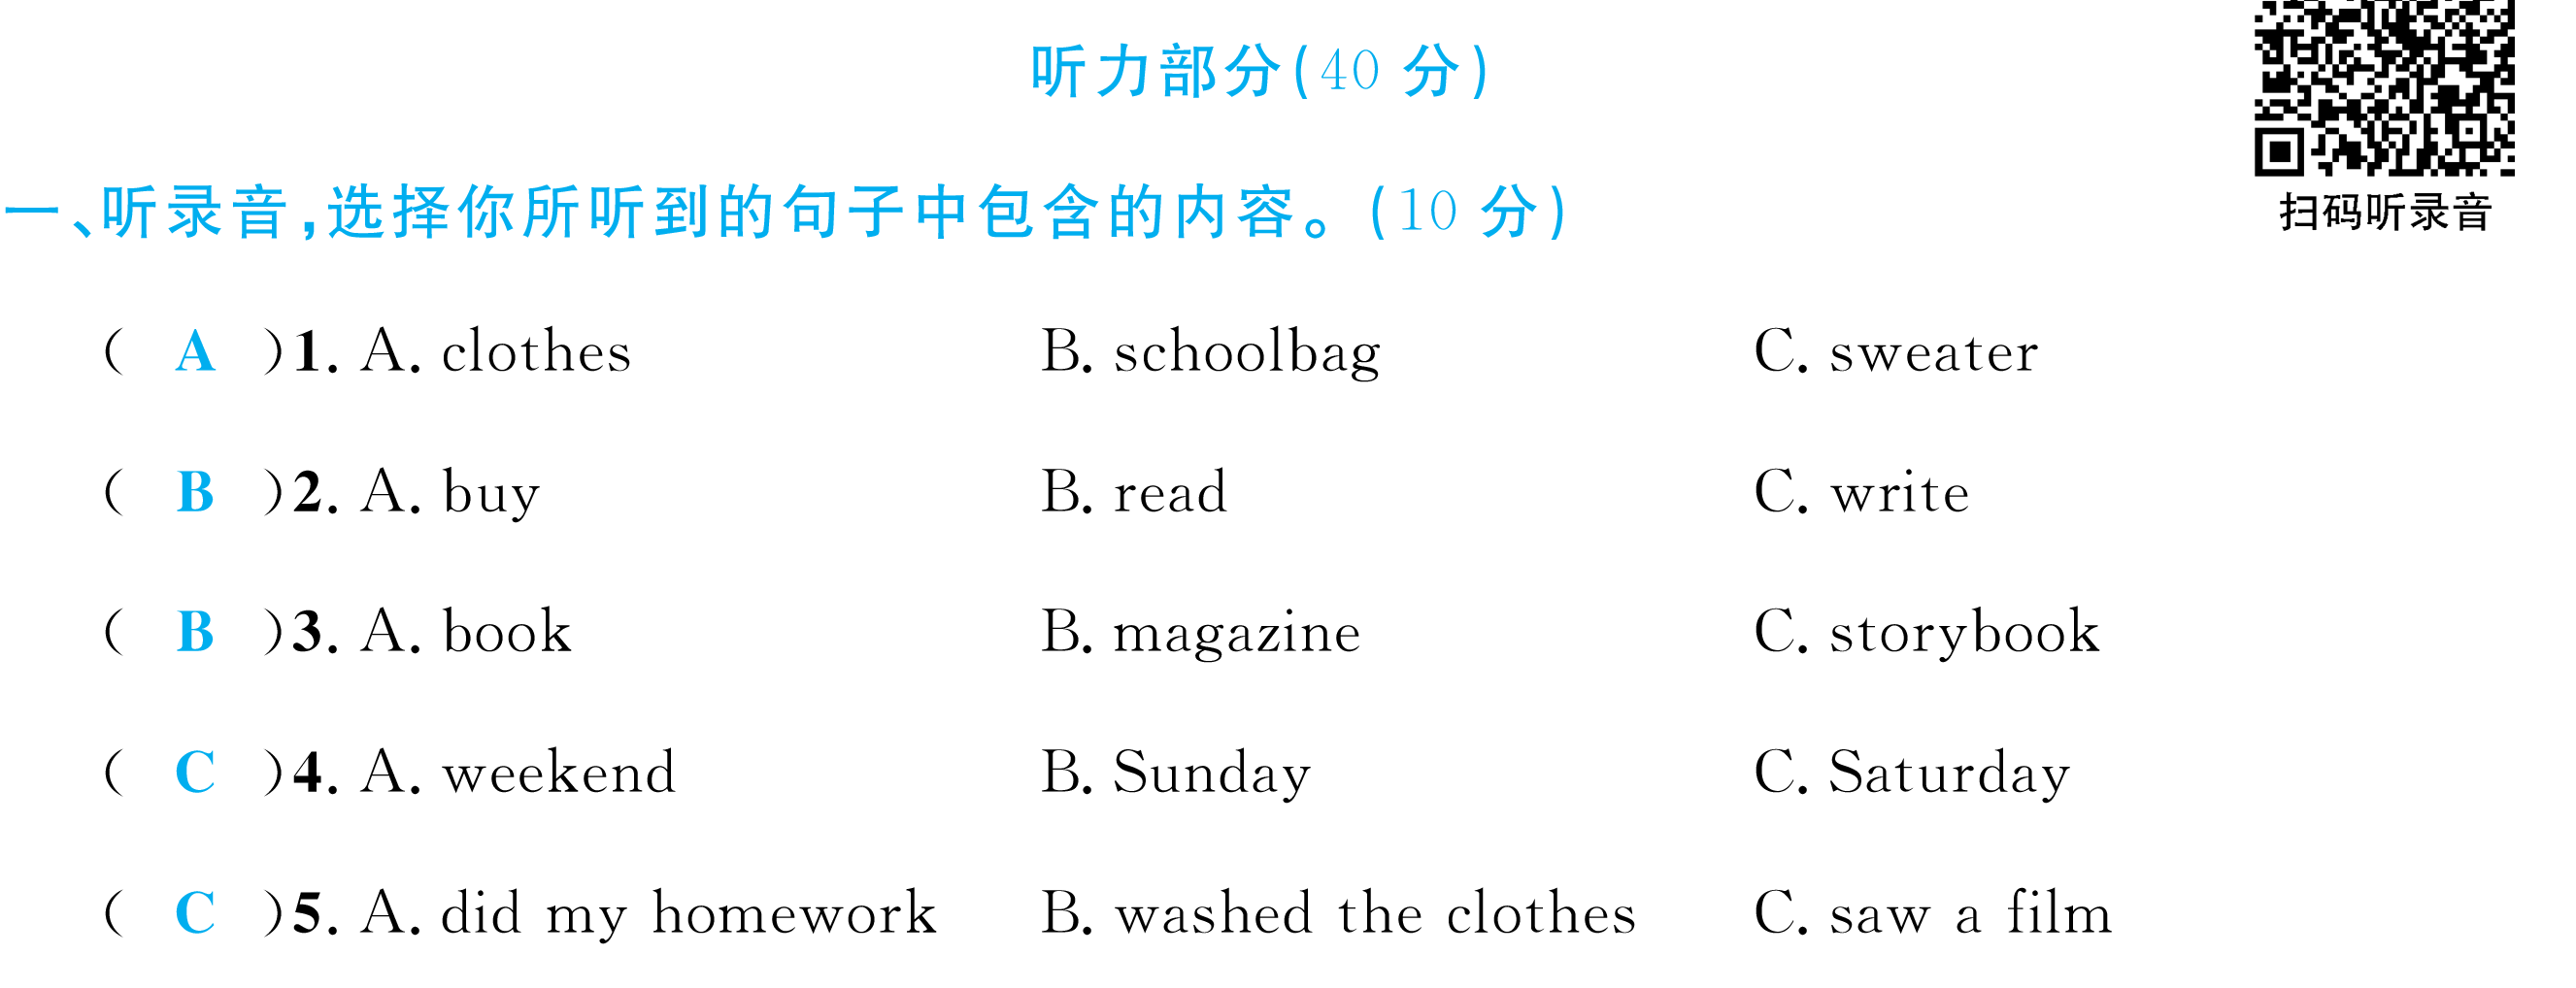 听力部分(40 分)
一、听录音,选择你所听到的句子中包含的内容。(10 分)
扫码听录音
( A )1. A. clothes B. schoolbag C. sweater
( B )2. A. buy B. read C. write
( B )3. A. book B. magazine C. storybook
( C )4. A. weekend B. Sunday C. Saturday
( C )5. A. did my homework B. washed the clothes C. saw a film